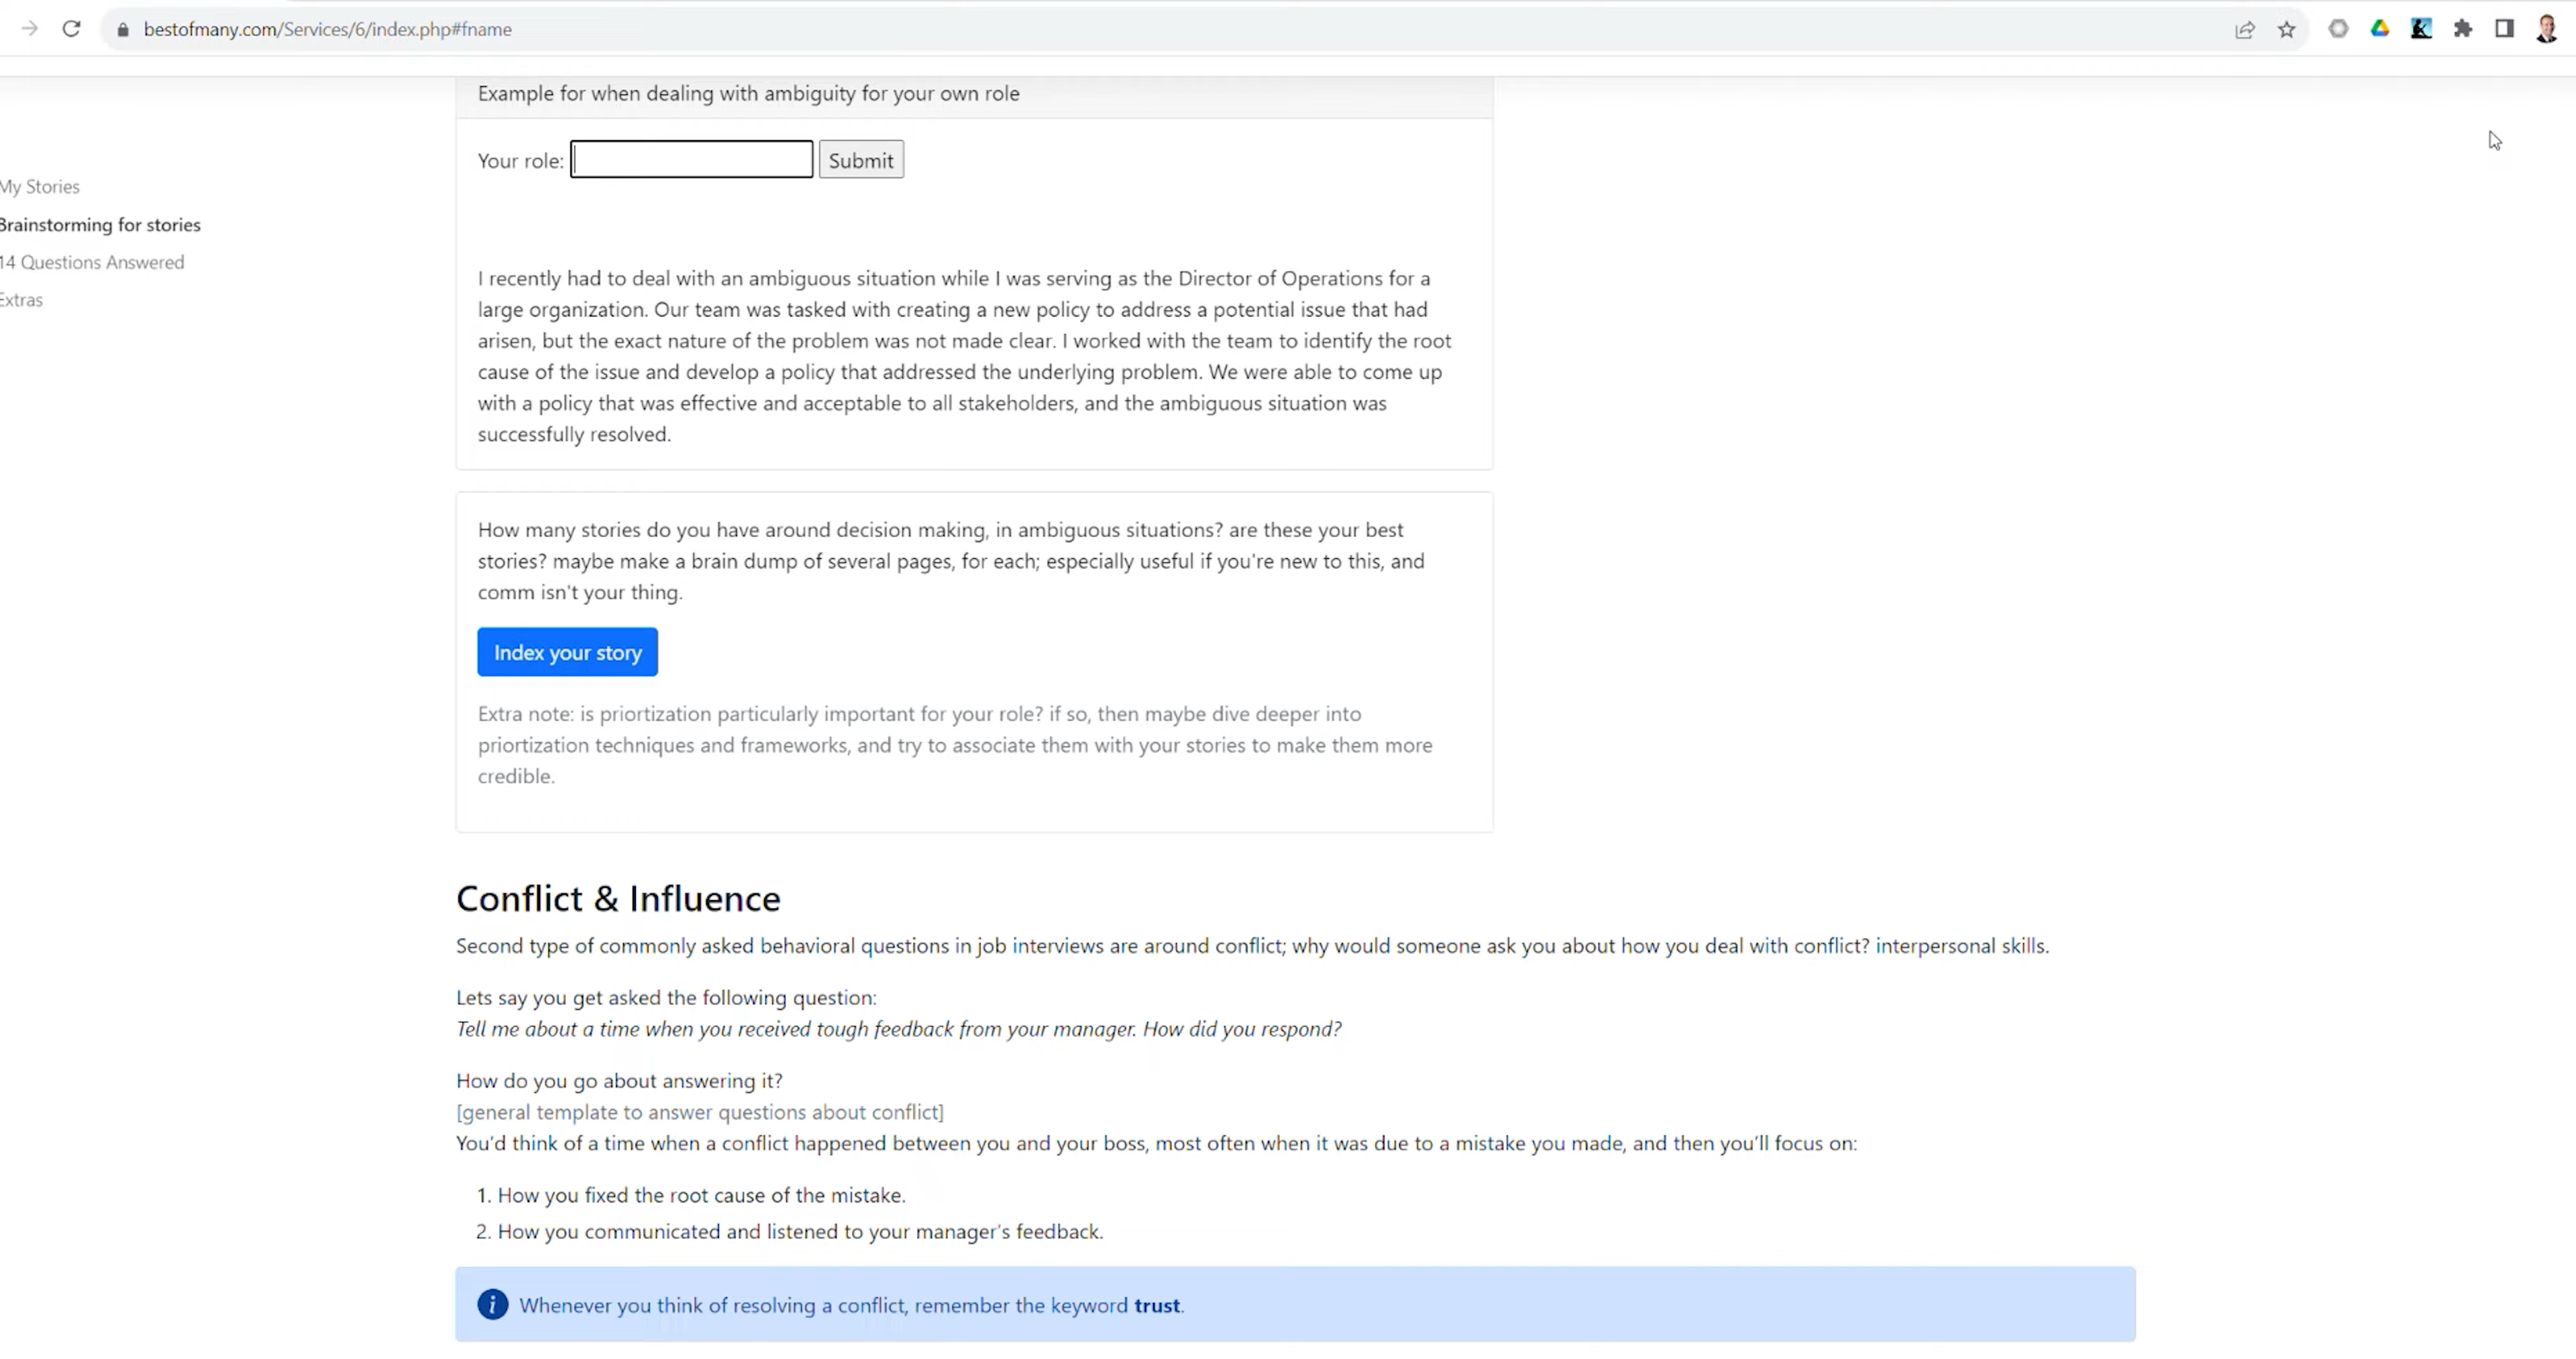 bestofmany.com/Services/6/index.php#fname
Example for when dealing with ambiguity for your own role
Your role:
Submit
My Stories
Brainstorming for stories
14 Questions Answered
Extras
I recently had to deal with an ambiguous situation while I was serving as the Director of Operations for a
large organization. Our team was tasked with creating a new policy to address a potential issue that had
arisen, but the exact nature of the problem was not made clear. I worked with the team to identify the root
cause of the issue and develop a policy that addressed the underlying problem. We were able to come up
with a policy that was effective and acceptable to all stakeholders, and the ambiguous situation was
successfully resolved.
How many stories do you have around decision making, in ambiguous situations? are these your best
stories? maybe make a brain dump of several pages, for each; especially useful if you're new to this, and
comm isn't your thing.
Index your story
Extra note: is priortization particularly important for your role? if so, then maybe dive deeper into
priortization techniques and frameworks, and try to associate them with your stories to make them more
credible.
Conflict & Influence
Second type of commonly asked behavioral questions in job interviews are around conflict; why would someone ask you about how you deal with conflict? interpersonal skills.
Lets say you get asked the following question:
Tell me about a time when you received tough feedback from your manager. How did you respond?
How do you go about answering it?
[general template to answer questions about conflict]
You'd think of a time when a conflict happened between you and your boss, most often when it was due to a mistake you made, and then you'll focus on:
1. How you fixed the root cause of the mistake.
2. How you communicated and listened to your manager's feedback.
Whenever you think of resolving a conflict, remember the keyword trust.